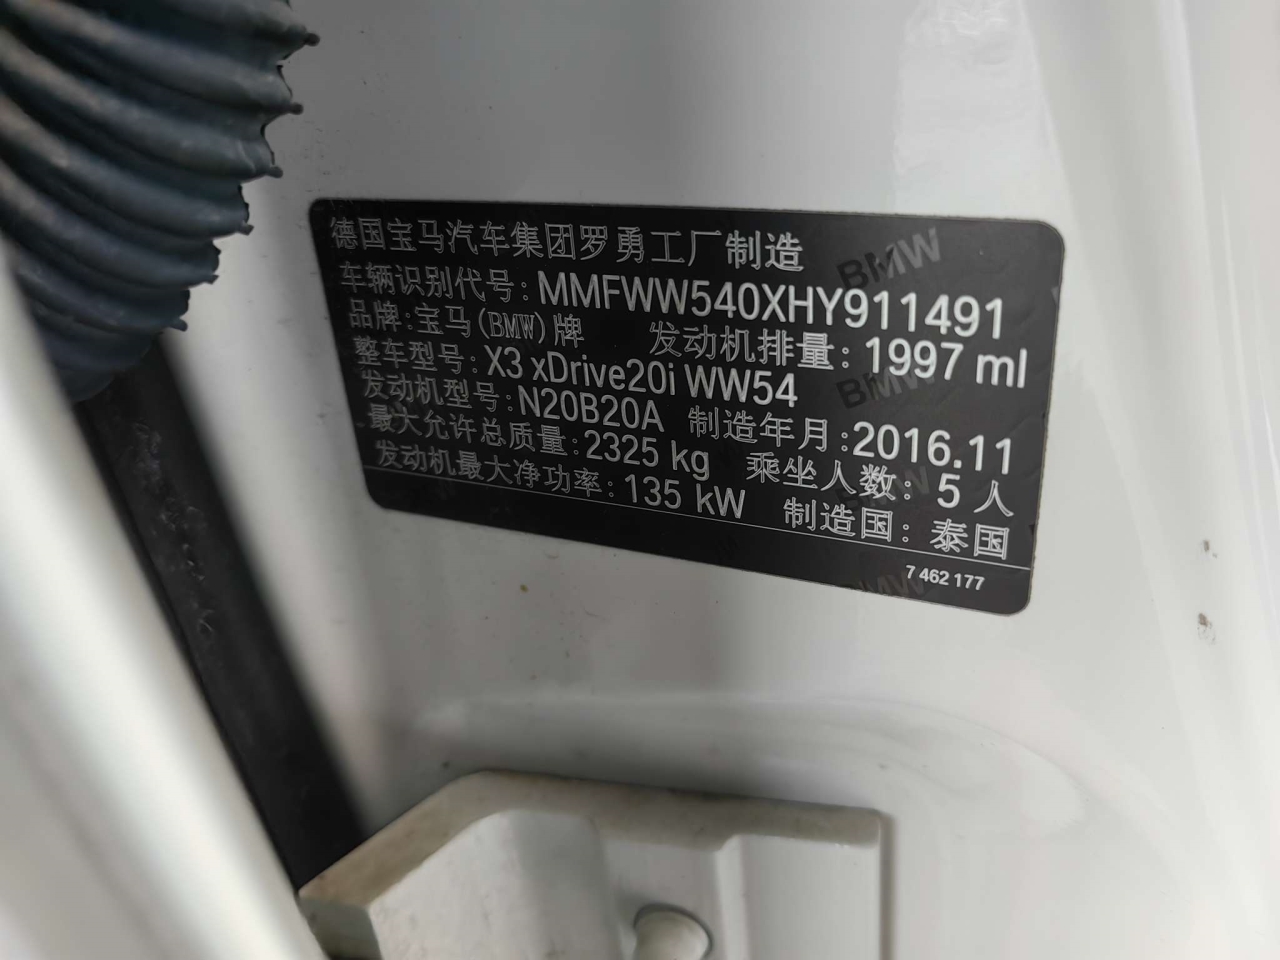 德国宝马汽车集团罗勇工厂制造
车辆识别代号: MMFWW540XHY911491
品牌: 宝马(BMW)牌 发动机排量: 1997 ml
整车型号: X3 xDrive20i WW54
发动机型号: N20B20A 制造年月: 2016.11
最大允许总质量: 2325 kg 乘坐人数: 5 人
发动机最大净功率: 135 kW 制造国: 泰国
7 462 177
BMW
BMW
BMW
BMW